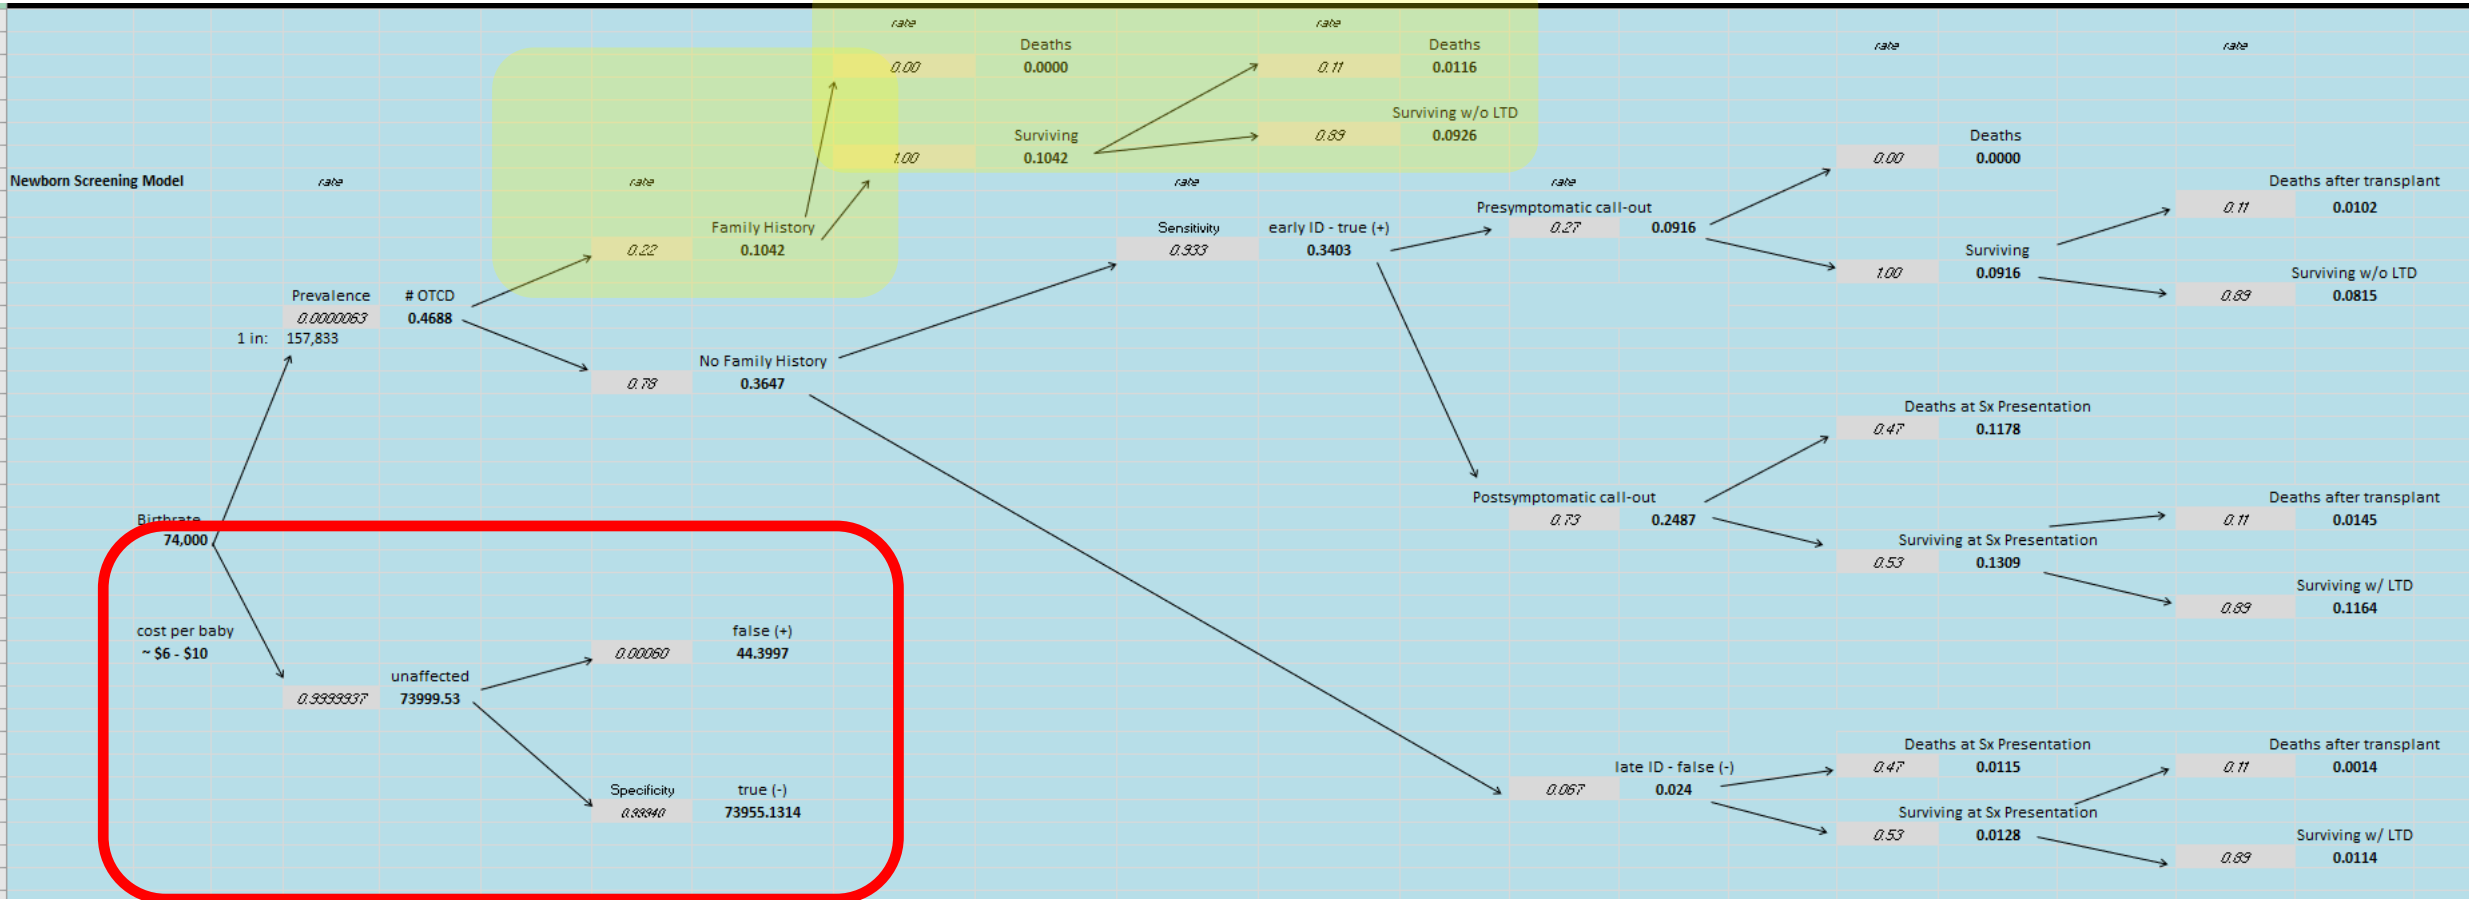 rate rate
Deaths Deaths rate rate
0.00 0.0000 0.11 0.0116
Surviving w/o LTD
Surviving 0.89 0.0926 Deaths
1.00 0.1042 0.00 0.0000
Newborn Screening Model rate rate rate rate Deaths after transplant
Presymptomatic call-out 0.11 0.0102
Family History Sensitivity early ID - true (+) 0.27 0.0916
0.22 0.1042 0.933 0.3403 Surviving
1.00 0.0916 Surviving w/o LTD
Prevalence # OTCD 0.89 0.0815
0.0000063 0.4688
1 in: 157,833
No Family History
0.78 0.3647
Deaths at Sx Presentation
0.47 0.1178
Postsymptomatic call-out Deaths after transplant
Birthrate 0.73 0.2487 0.11 0.0145
74,000 Surviving at Sx Presentation
0.53 0.1309
Surviving w/ LTD
0.89 0.1164
cost per baby false (+)
~ $6 - $10 0.00060 44.3997
unaffected
0.9999937 73999.53
Deaths at Sx Presentation Deaths after transplant
late ID - false (-) 0.47 0.0115 0.11 0.0014
Specificity true (-) 0.067 0.024
0.99940 73955.1314 Surviving at Sx Presentation
0.53 0.0128 Surviving w/ LTD
0.89 0.0114